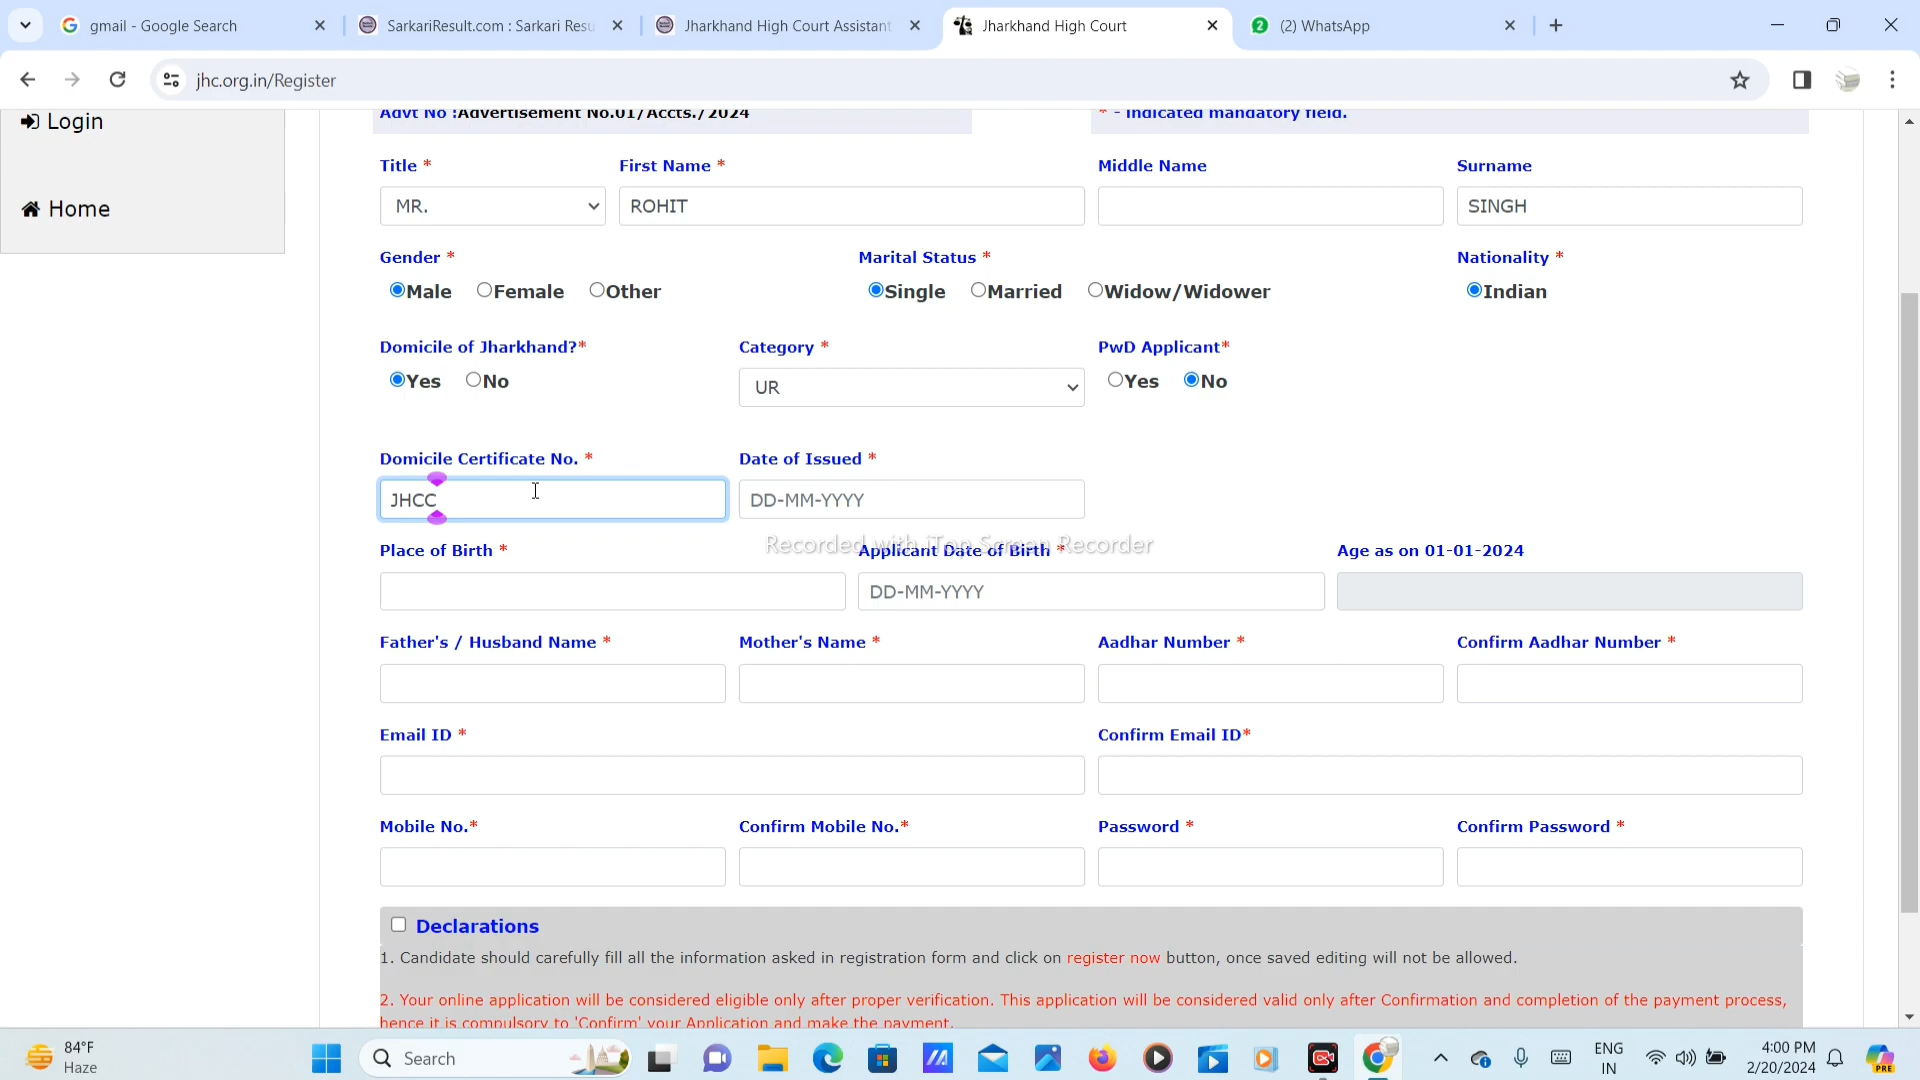 gmail - Google Search
SarkariResult.com : Sarkari Resu
Jharkhand High Court Assistant
Jharkhand High Court
2 (2) WhatsApp
jhc.org.in/Register
Login
Home
Advt No :Advertisement No.01/Accts./2024
* - Indicated mandatory field.
Title * First Name * Middle Name Surname
MR. ROHIT SINGH
Gender * Marital Status * Nationality *
Male Female Other Single Married Widow/Widower Indian
Domicile of Jharkhand?* Category * PwD Applicant*
Yes No UR Yes No
Domicile Certificate No. * Date of Issued *
JHCC DD-MM-YYYY
Recorded with iTop Screen Recorder
Place of Birth * Applicant Date of Birth * Age as on 01-01-2024
DD-MM-YYYY
Father's / Husband Name * Mother's Name * Aadhar Number * Confirm Aadhar Number *
Email ID * Confirm Email ID*
Mobile No.* Confirm Mobile No.* Password * Confirm Password *
Declarations
1. Candidate should carefully fill all the information asked in registration form and click on register now button, once saved editing will not be allowed.
2. Your online application will be considered eligible only after proper verification. This application will be considered valid only after Confirmation and completion of the payment process,
hence it is compulsory to 'Confirm' your Application and make the payment.
84°F
Haze
Search
ENG
IN
4:00 PM
2/20/2024
PRE